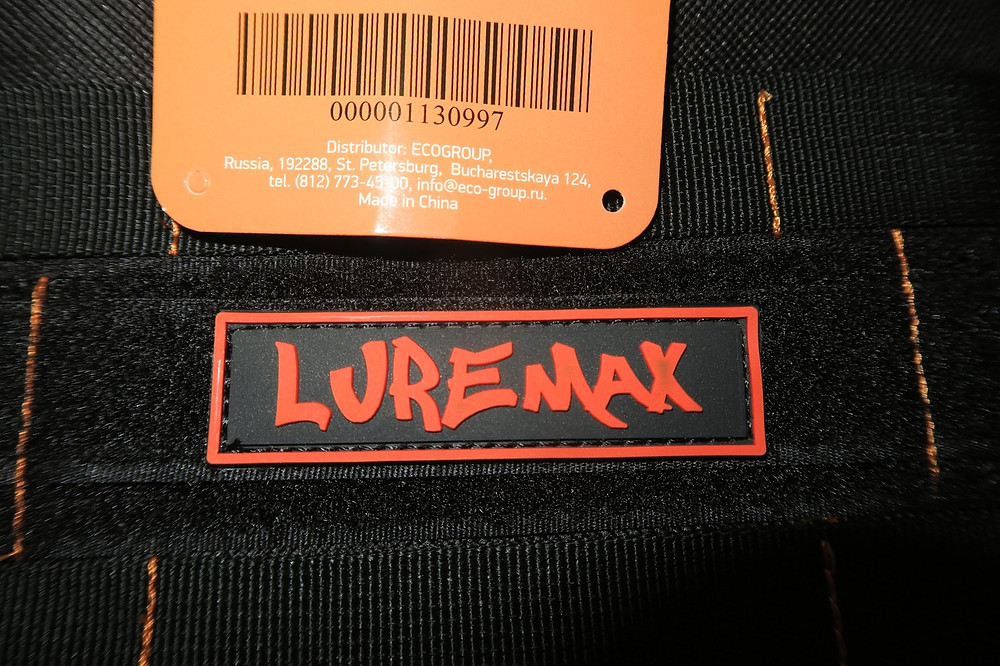 000001130997
Distributor: ECOGROUP,
Russia, 192288, St. Petersburg, Bucharestskaya 124,
tel. (812) 773-45-00, info@eco-group.ru.
Made in China
LUREMAX